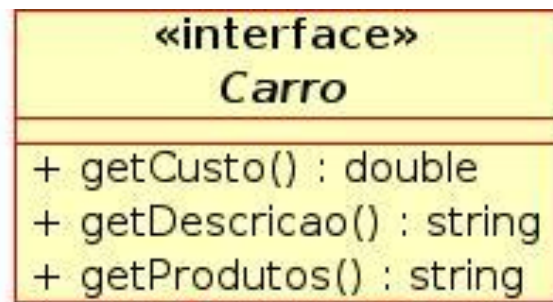 «interface»
Carro
+ getCusto() : double
+ getDescricao() : string
+ getProdutos() : string